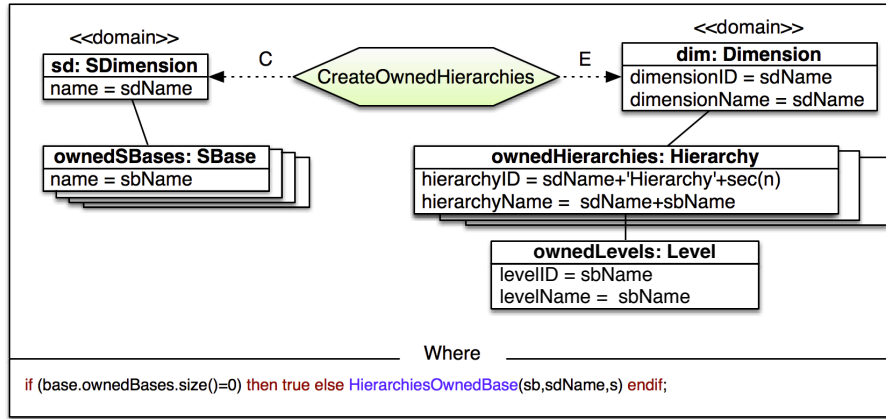 <<domain>>
sd: SDimension
name = sdName
C
CreateOwnedHierarchies
E
<<domain>>
dim: Dimension
dimensionID = sdName
dimensionName = sdName
ownedSBases: SBase
name = sbName
ownedHierarchies: Hierarchy
hierarchyID = sdName+'Hierarchy'+sec(n)
hierarchyName = sdName+sbName
ownedLevels: Level
levelID = sbName
levelName = sbName
Where
if (base.ownedBases.size()=0) then true else HierarchiesOwnedBase(sb,sdName,s) endif;